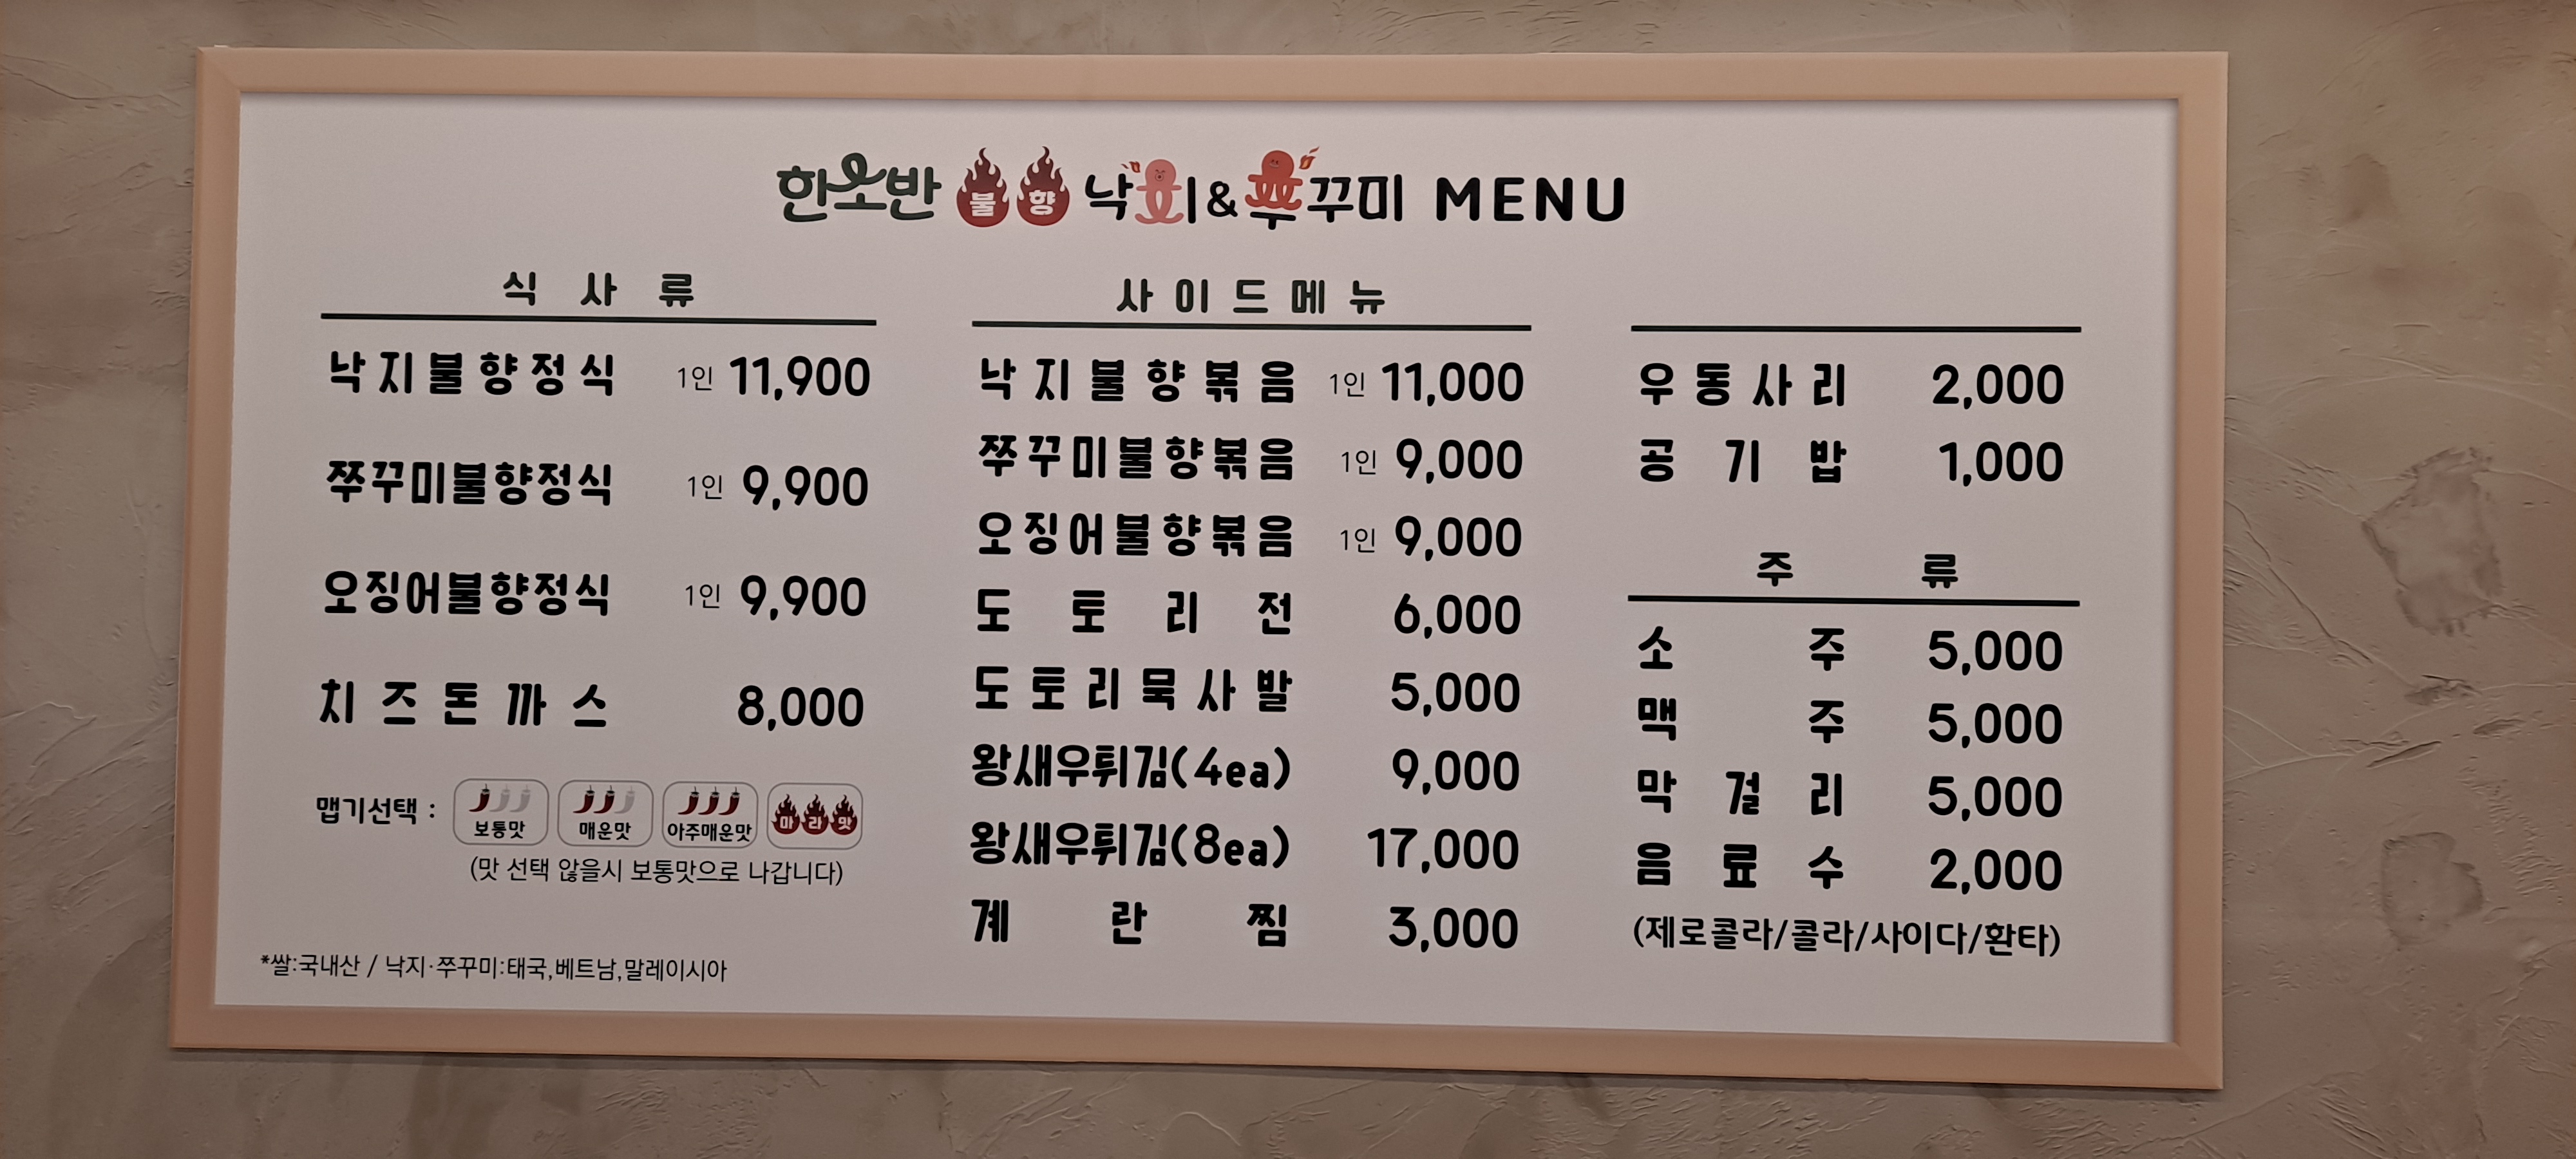 한소반 불향 낙지&쭈꾸미 MENU
식사류
낙지불향정식 1인 11,900
쭈꾸미불향정식 1인 9,900
오징어불향정식 1인 9,900
치즈돈까스 8,000
맵기선택 : 보통맛 매운맛 아주매운맛 마라맛
(맛 선택 않을시 보통맛으로 나갑니다)
*쌀:국내산 / 낙지·쭈꾸미:태국,베트남,말레이시아
사이드메뉴
낙지불향볶음 1인 11,000
쭈꾸미불향볶음 1인 9,000
오징어불향볶음 1인 9,000
도토리전 6,000
도토리묵사발 5,000
왕새우튀김(4ea) 9,000
왕새우튀김(8ea) 17,000
계란찜 3,000
우동사리 2,000
공기밥 1,000
주류
소주 5,000
맥주 5,000
막걸리 5,000
음료수 2,000
(제로콜라/콜라/사이다/환타)